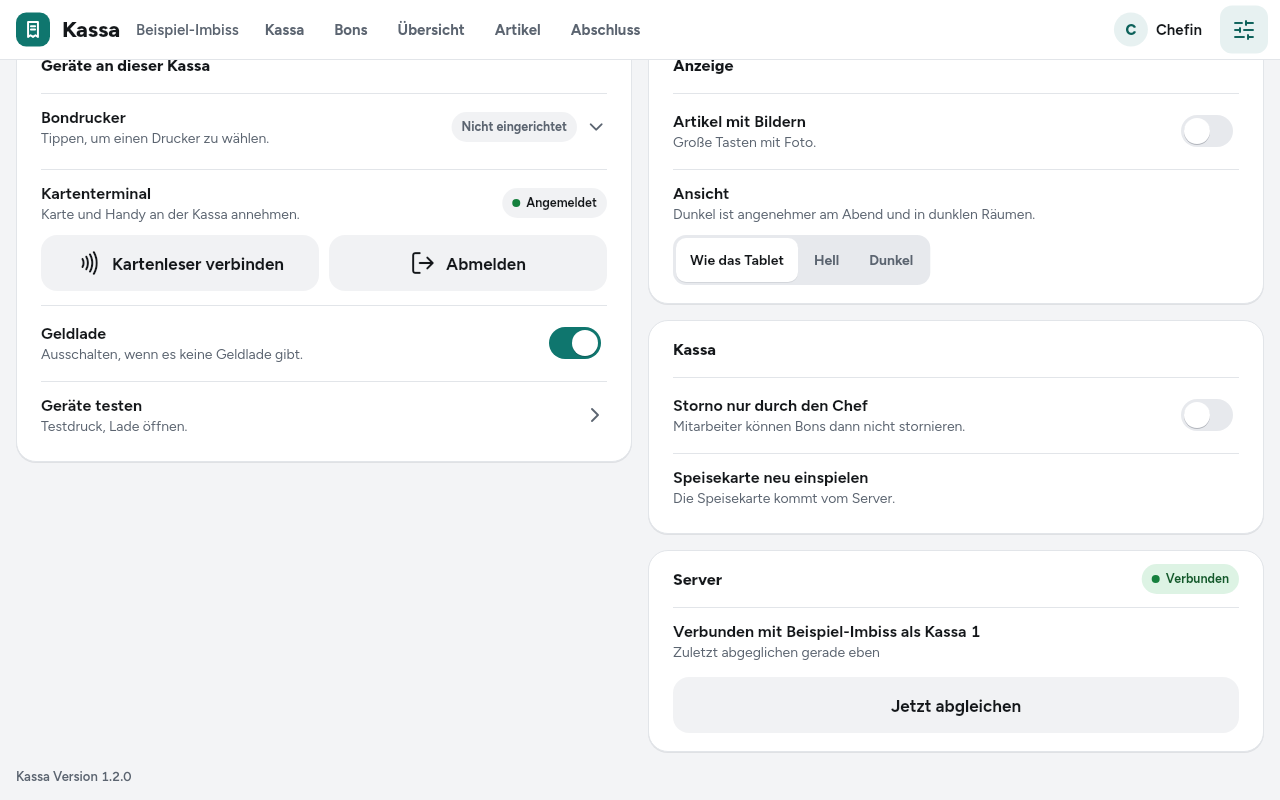 Kassa
Beispiel-Imbiss
Kassa
Bons
Übersicht
Artikel
Abschluss
C
Chefin
Geräte an dieser Kassa
Bondrucker
Tippen, um einen Drucker zu wählen.
Nicht eingerichtet
Kartenterminal
Karte und Handy an der Kassa annehmen.
Angemeldet
Kartenleser verbinden
Abmelden
Geldlade
Ausschalten, wenn es keine Geldlade gibt.
Geräte testen
Testdruck, Lade öffnen.
Anzeige
Artikel mit Bildern
Große Tasten mit Foto.
Ansicht
Dunkel ist angenehmer am Abend und in dunklen Räumen.
Wie das Tablet
Hell
Dunkel
Kassa
Storno nur durch den Chef
Mitarbeiter können Bons dann nicht stornieren.
Speisekarte neu einspielen
Die Speisekarte kommt vom Server.
Server
Verbunden
Verbunden mit Beispiel-Imbiss als Kassa 1
Zuletzt abgeglichen gerade eben
Jetzt abgleichen
Kassa Version 1.2.0